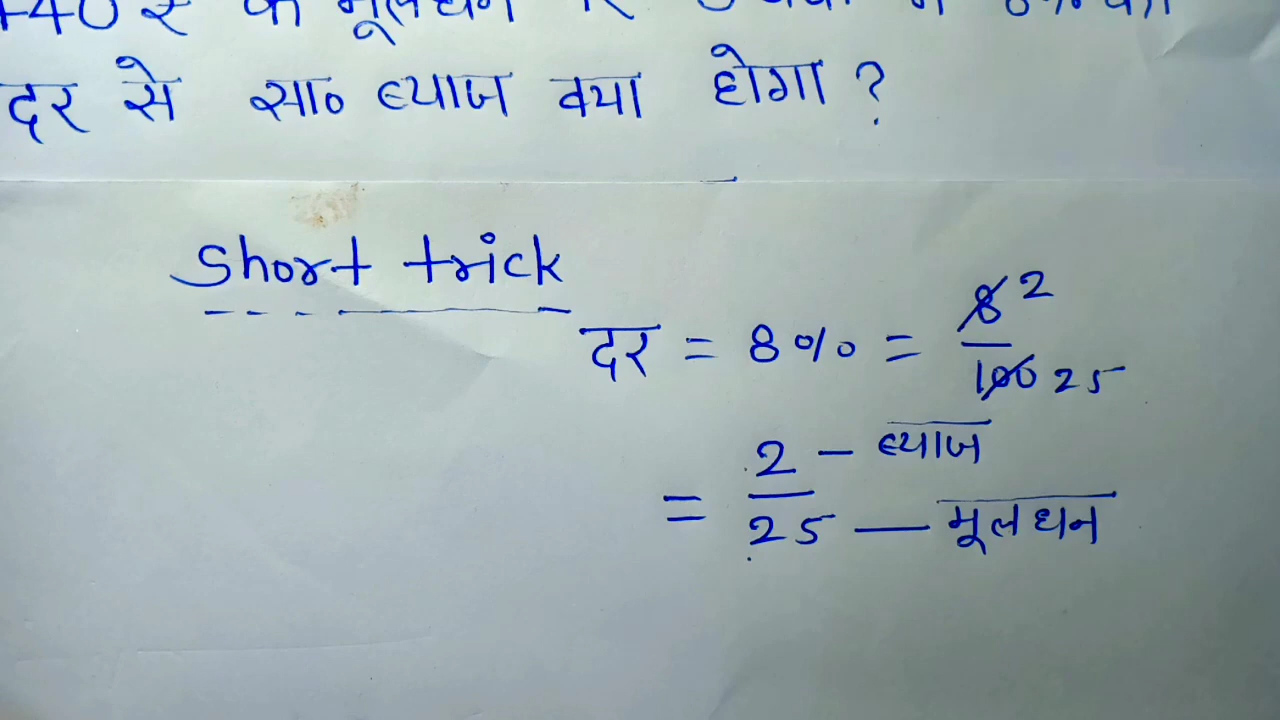 दर से सा० ब्याज क्या होगा ?
Short trick
दर = 8% = 8 2
100 25
= 2 - ब्याज
25 — मूलधन